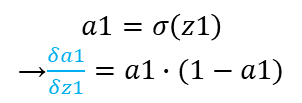 a1 = σ(z1)
→ δa1/δz1 = a1 · (1 − a1)